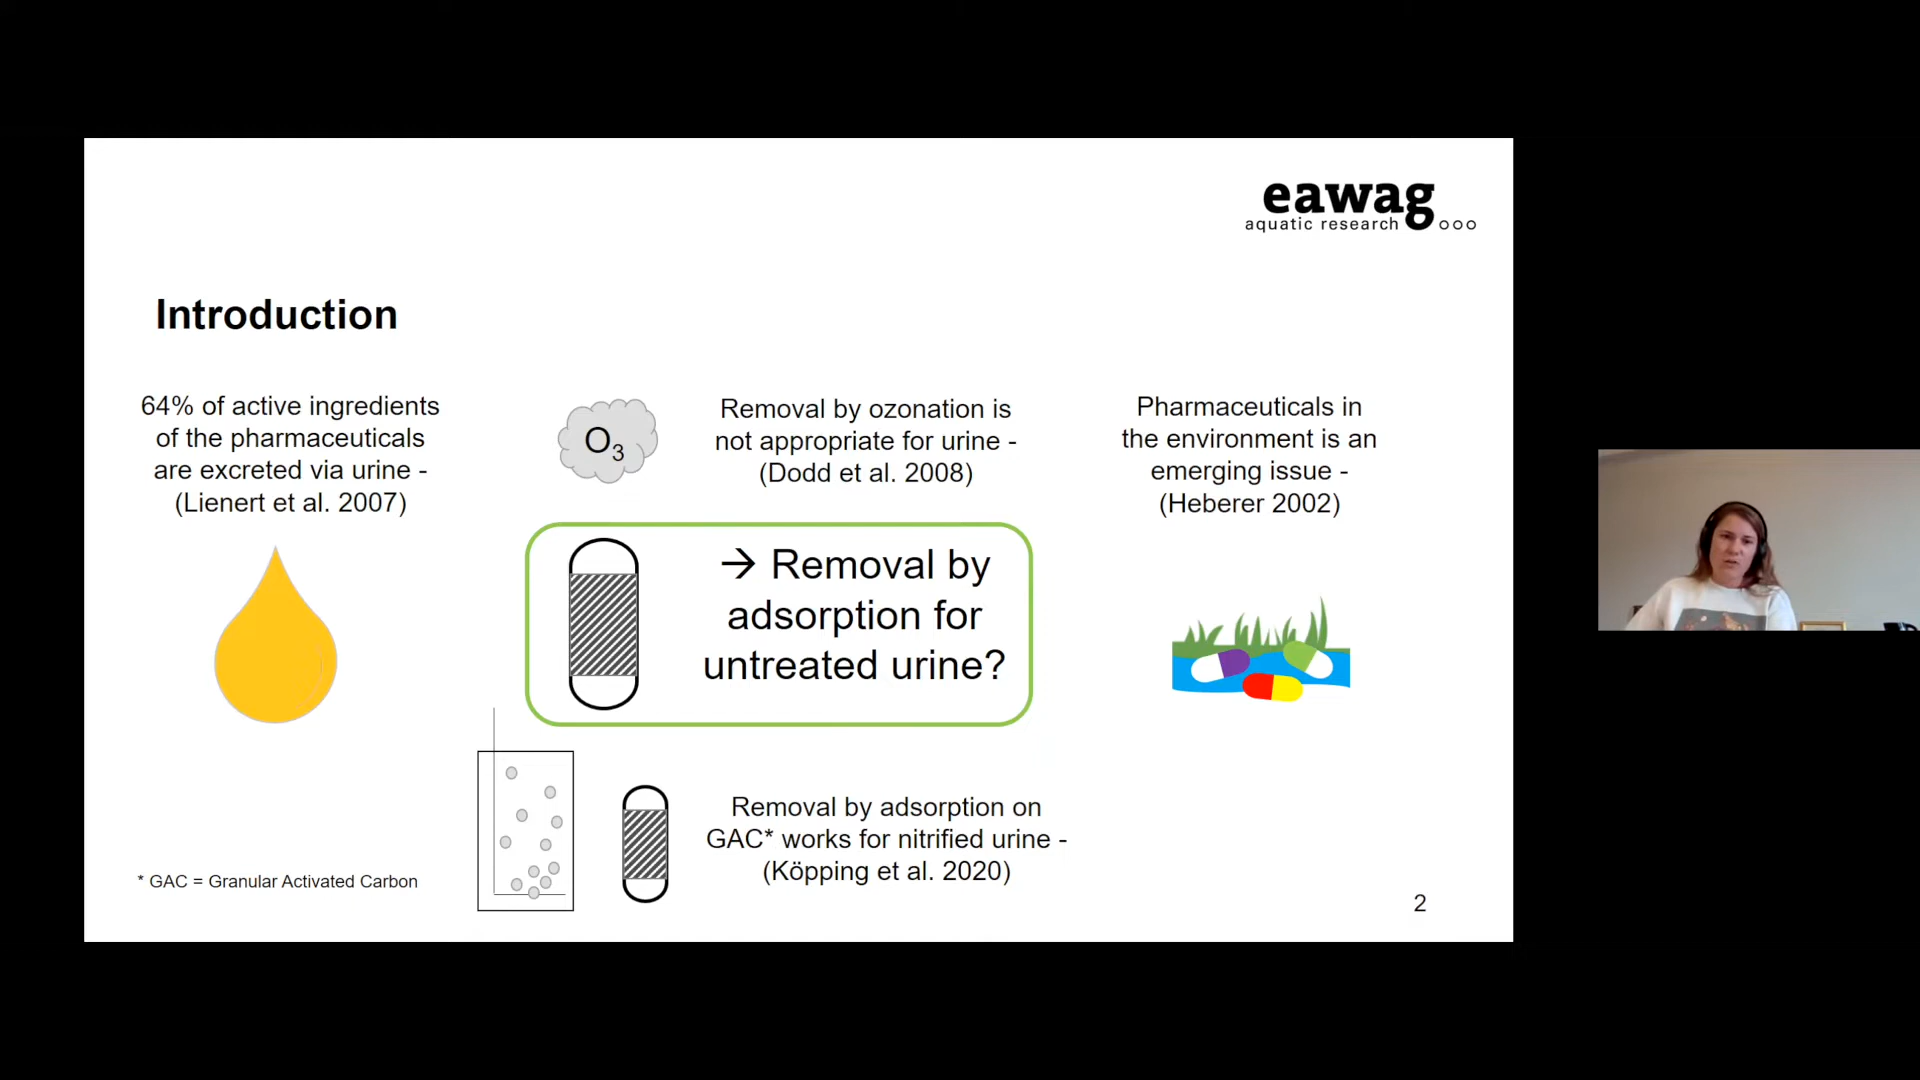 eawag
aquatic research
Introduction
64% of active ingredients
of the pharmaceuticals
are excreted via urine -
(Lienert et al. 2007)
O3
Removal by ozonation is
not appropriate for urine -
(Dodd et al. 2008)
Pharmaceuticals in
the environment is an
emerging issue -
(Heberer 2002)
→ Removal by
adsorption for
untreated urine?
Removal by adsorption on
GAC* works for nitrified urine -
(Köpping et al. 2020)
* GAC = Granular Activated Carbon
2